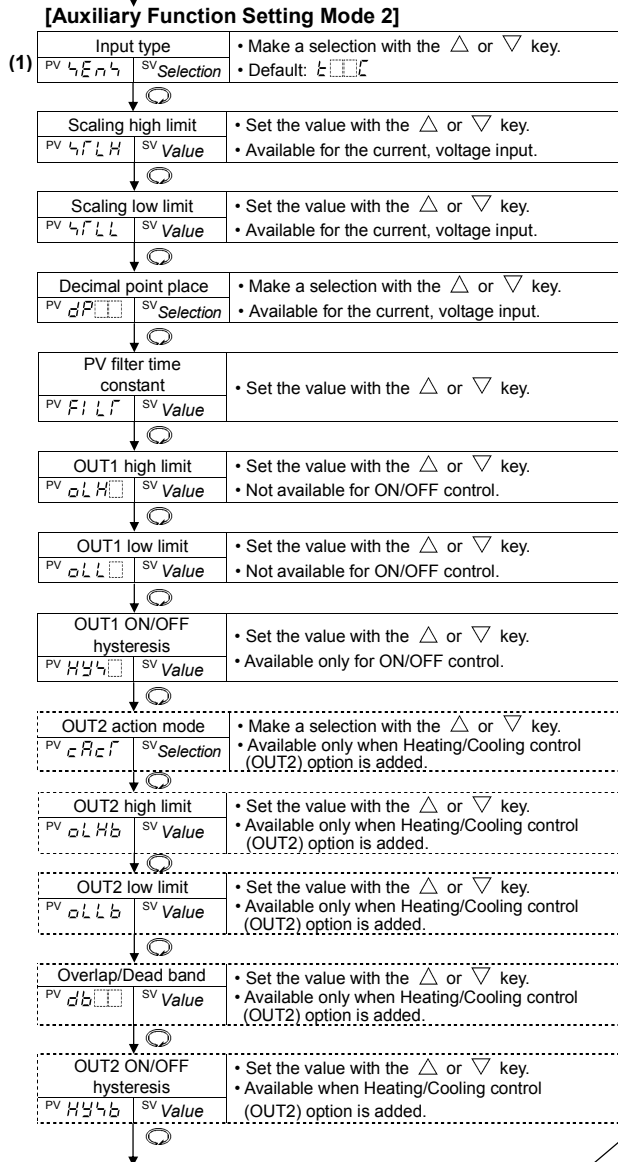 [Auxiliary Function Setting Mode 2]
(1)
Input type
PV SEnS SV Selection
• Make a selection with the △ or ▽ key.
• Default: K□□C
Scaling high limit
PV STLH SV Value
• Set the value with the △ or ▽ key.
• Available for the current, voltage input.
Scaling low limit
PV STLL SV Value
• Set the value with the △ or ▽ key.
• Available for the current, voltage input.
Decimal point place
PV dP□□ SV Selection
• Make a selection with the △ or ▽ key.
• Available for the current, voltage input.
PV filter time
constant
PV FILT SV Value
• Set the value with the △ or ▽ key.
OUT1 high limit
PV oLH□ SV Value
• Set the value with the △ or ▽ key.
• Not available for ON/OFF control.
OUT1 low limit
PV oLL□ SV Value
• Set the value with the △ or ▽ key.
• Not available for ON/OFF control.
OUT1 ON/OFF
hysteresis
PV HYS□ SV Value
• Set the value with the △ or ▽ key.
• Available only for ON/OFF control.
OUT2 action mode
PV cAcT SV Selection
• Make a selection with the △ or ▽ key.
• Available only when Heating/Cooling control
(OUT2) option is added.
OUT2 high limit
PV oLHb SV Value
• Set the value with the △ or ▽ key.
• Available only when Heating/Cooling control
(OUT2) option is added.
OUT2 low limit
PV oLLb SV Value
• Set the value with the △ or ▽ key.
• Available only when Heating/Cooling control
(OUT2) option is added.
Overlap/Dead band
PV db□□ SV Value
• Set the value with the △ or ▽ key.
• Available only when Heating/Cooling control
(OUT2) option is added.
OUT2 ON/OFF
hysteresis
PV HYSb SV Value
• Set the value with the △ or ▽ key.
• Available when Heating/Cooling control
(OUT2) option is added.